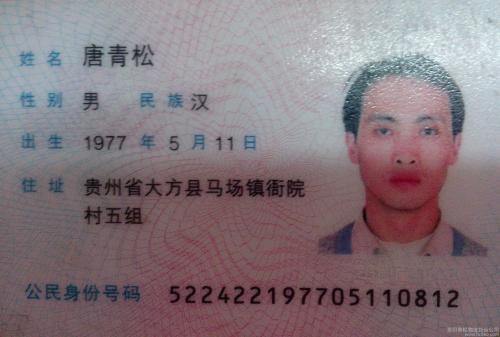 姓名 唐青松
性别 男 民族 汉
出生 1977 年 5 月 11 日
住址 贵州省大方县马场镇衙院
村五组
公民身份号码 522422197705110812